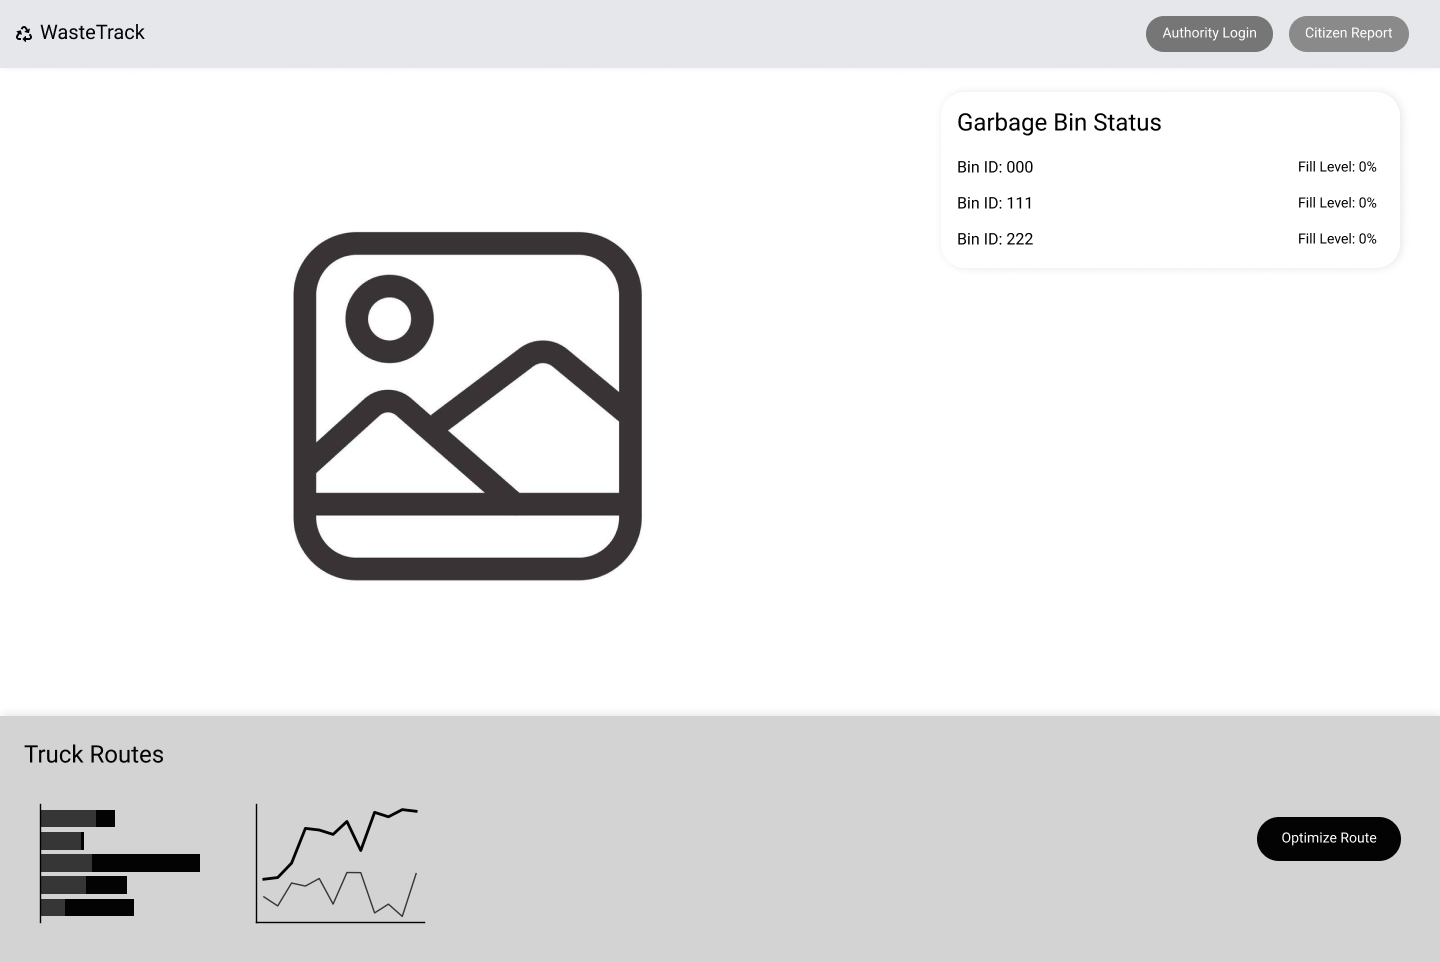 WasteTrack
Authority Login
Citizen Report
Garbage Bin Status
Bin ID: 000 Fill Level: 0%
Bin ID: 111 Fill Level: 0%
Bin ID: 222 Fill Level: 0%
Truck Routes
Optimize Route